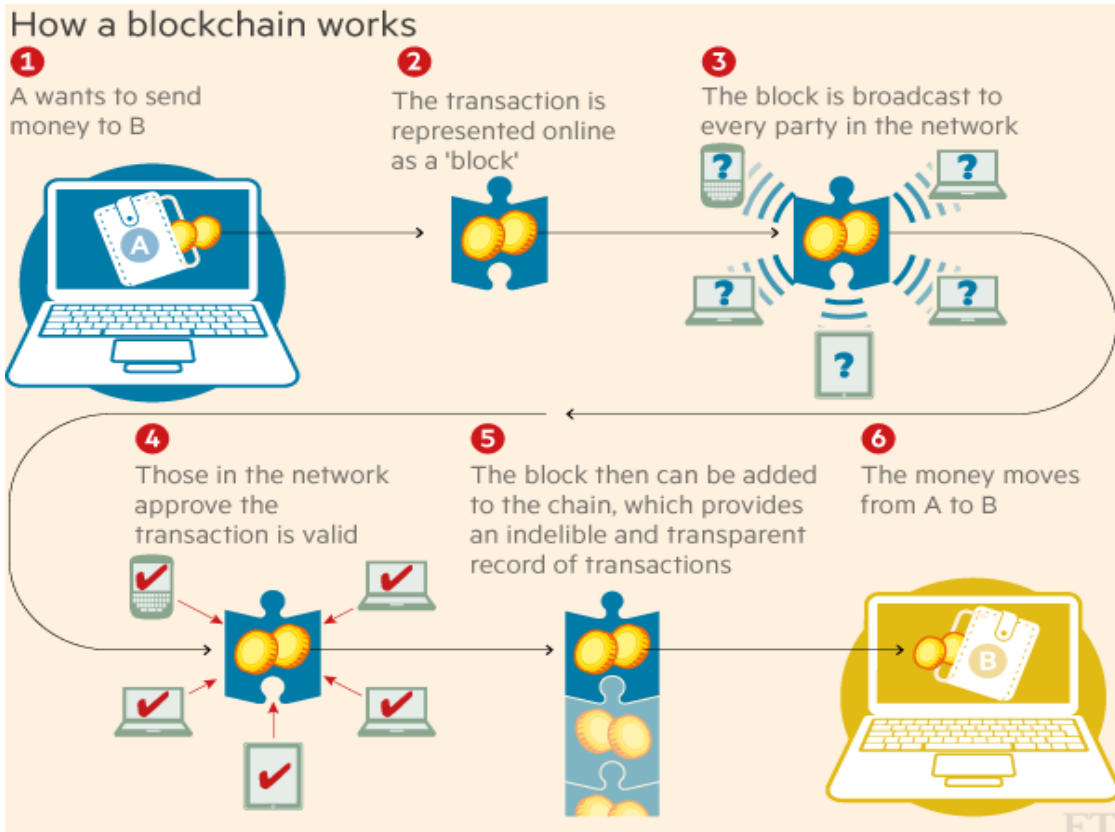 How a blockchain works
1
A wants to send
money to B
2
The transaction is
represented online
as a 'block'
3
The block is broadcast to
every party in the network
A
?
?
?
?
?
4
Those in the network
approve the
transaction is valid
5
The block then can be added
to the chain, which provides
an indelible and transparent
record of transactions
6
The money moves
from A to B
B
FT